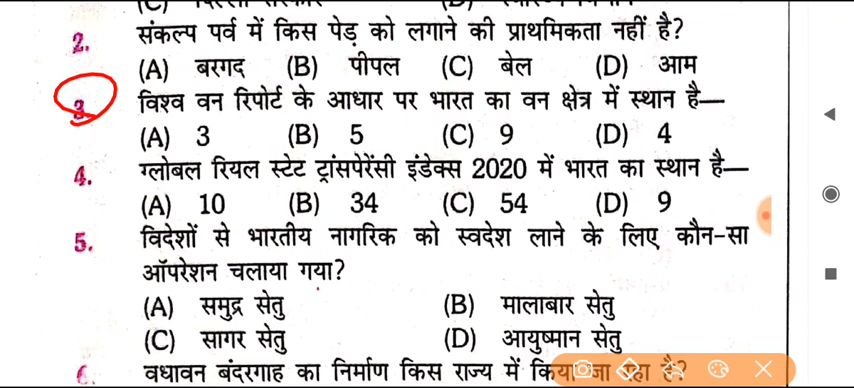 2. संकल्प पर्व में किस पेड़ को लगाने की प्राथमिकता नहीं है?
(A) बरगद (B) पीपल (C) बेल (D) आम
3. विश्व वन रिपोर्ट के आधार पर भारत का वन क्षेत्र में स्थान है—
(A) 3 (B) 5 (C) 9 (D) 4
4. ग्लोबल रियल स्टेट ट्रांसपेरेंसी इंडेक्स 2020 में भारत का स्थान है—
(A) 10 (B) 34 (C) 54 (D) 9
5. विदेशों से भारतीय नागरिक को स्वदेश लाने के लिए कौन-सा
ऑपरेशन चलाया गया?
(A) समुद्र सेतु (B) मालाबार सेतु
(C) सागर सेतु (D) आयुष्मान सेतु
6. वधावन बंदरगाह का निर्माण किस राज्य में किया जा रहा है?